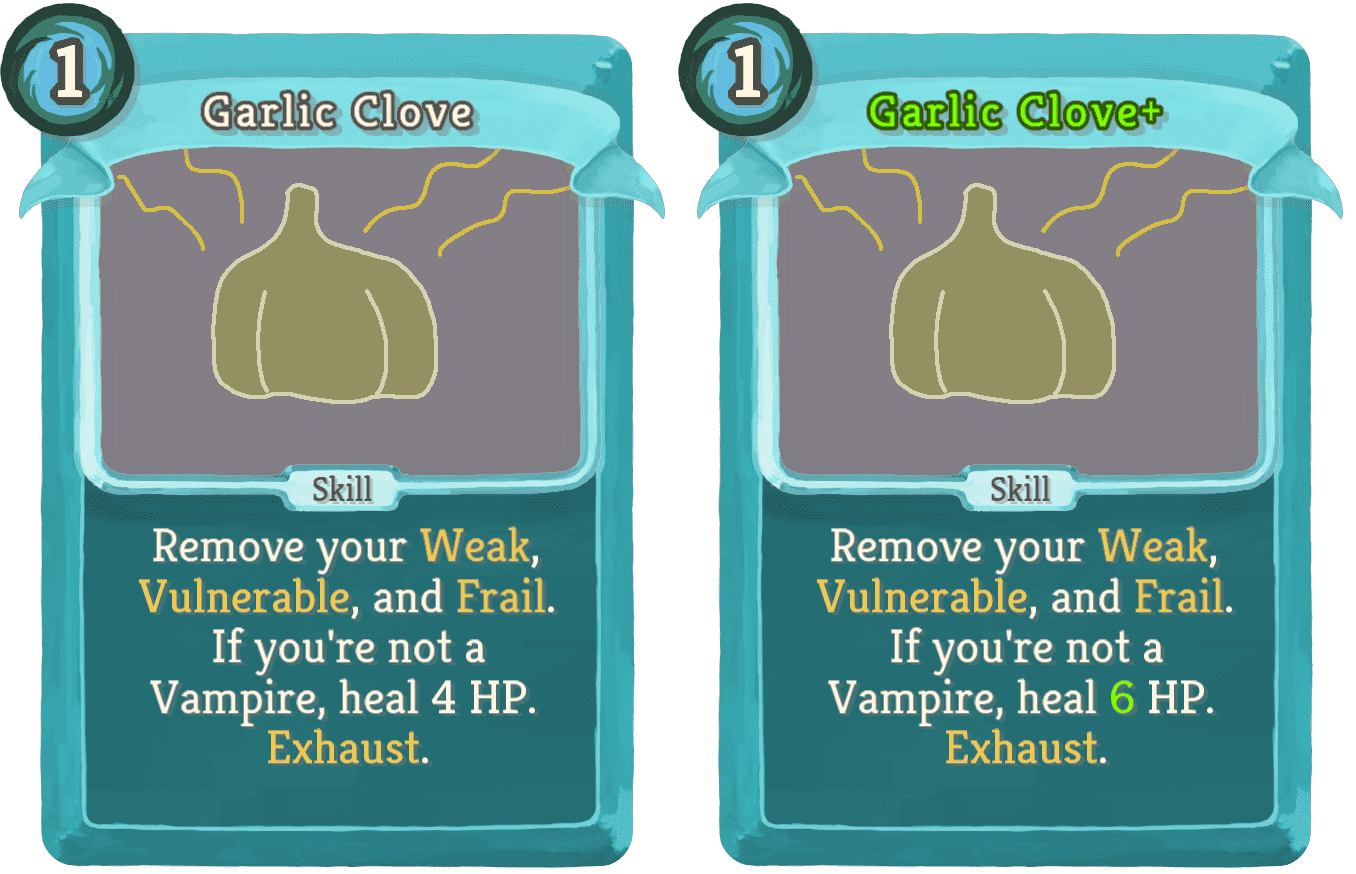 1
Garlic Clove
Skill
Remove your Weak,
Vulnerable, and Frail.
If you're not a
Vampire, heal 4 HP.
Exhaust.
1
Garlic Clove+
Skill
Remove your Weak,
Vulnerable, and Frail.
If you're not a
Vampire, heal 6 HP.
Exhaust.